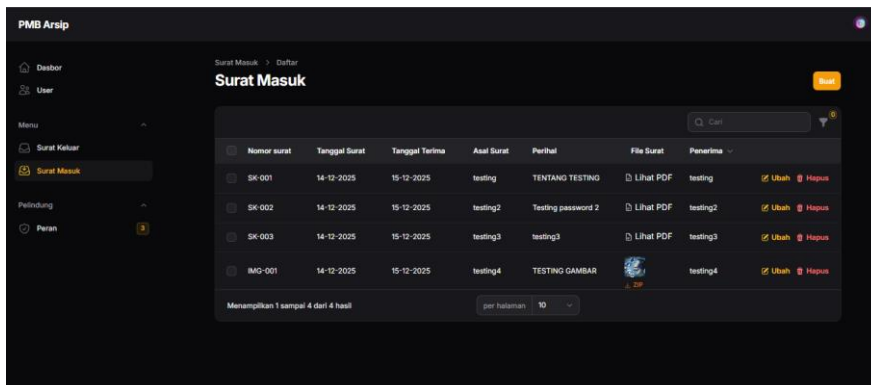 PMB Arsip
Dasbor
User
Menu
Surat Keluar
Surat Masuk
Pelindung
Peran 3
Surat Masuk > Daftar
Surat Masuk
Buat
Cari
0
Nomor surat Tanggal Surat Tanggal Terima Asal Surat Perihal File Surat Penerima
SK-001 14-12-2025 15-12-2025 testing TENTANG TESTING Lihat PDF testing Ubah Hapus
SK-002 14-12-2025 15-12-2025 testing2 Testing password 2 Lihat PDF testing2 Ubah Hapus
SK-003 14-12-2025 15-12-2025 testing3 testing3 Lihat PDF testing3 Ubah Hapus
IMG-001 14-12-2025 15-12-2025 testing4 TESTING GAMBAR ZIP testing4 Ubah Hapus
Menampilkan 1 sampai 4 dari 4 hasil per halaman 10